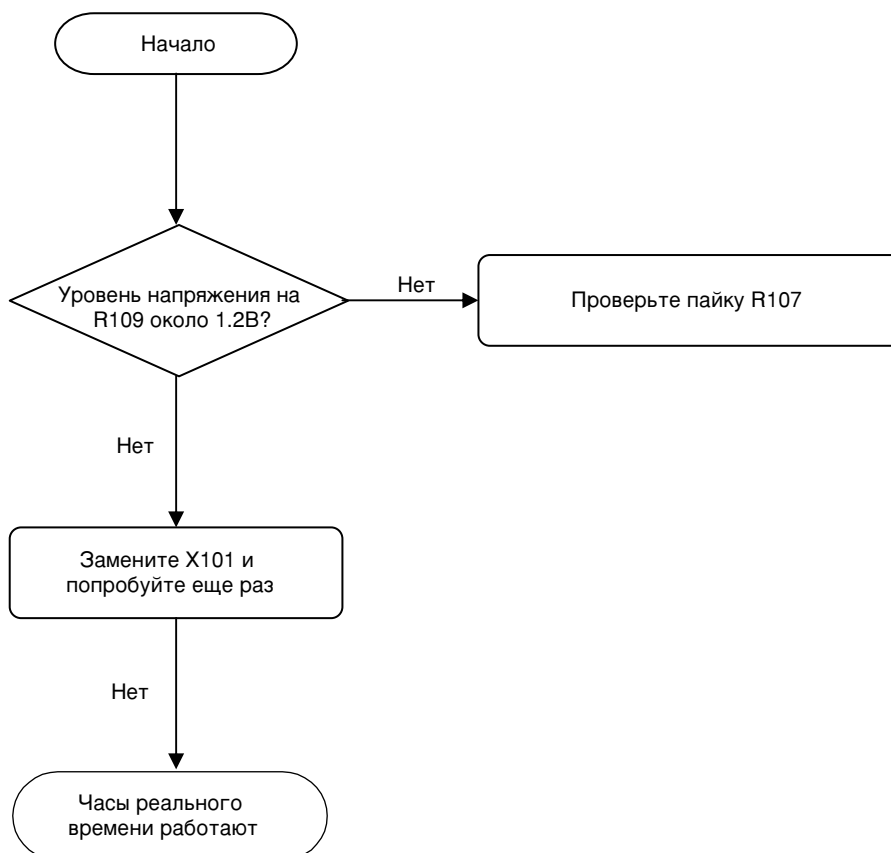 Начало
Уровень напряжения на
R109 около 1.2В?
Нет
Проверьте пайку R107
Нет
Замените X101 и
попробуйте еще раз
Нет
Часы реального
времени работают